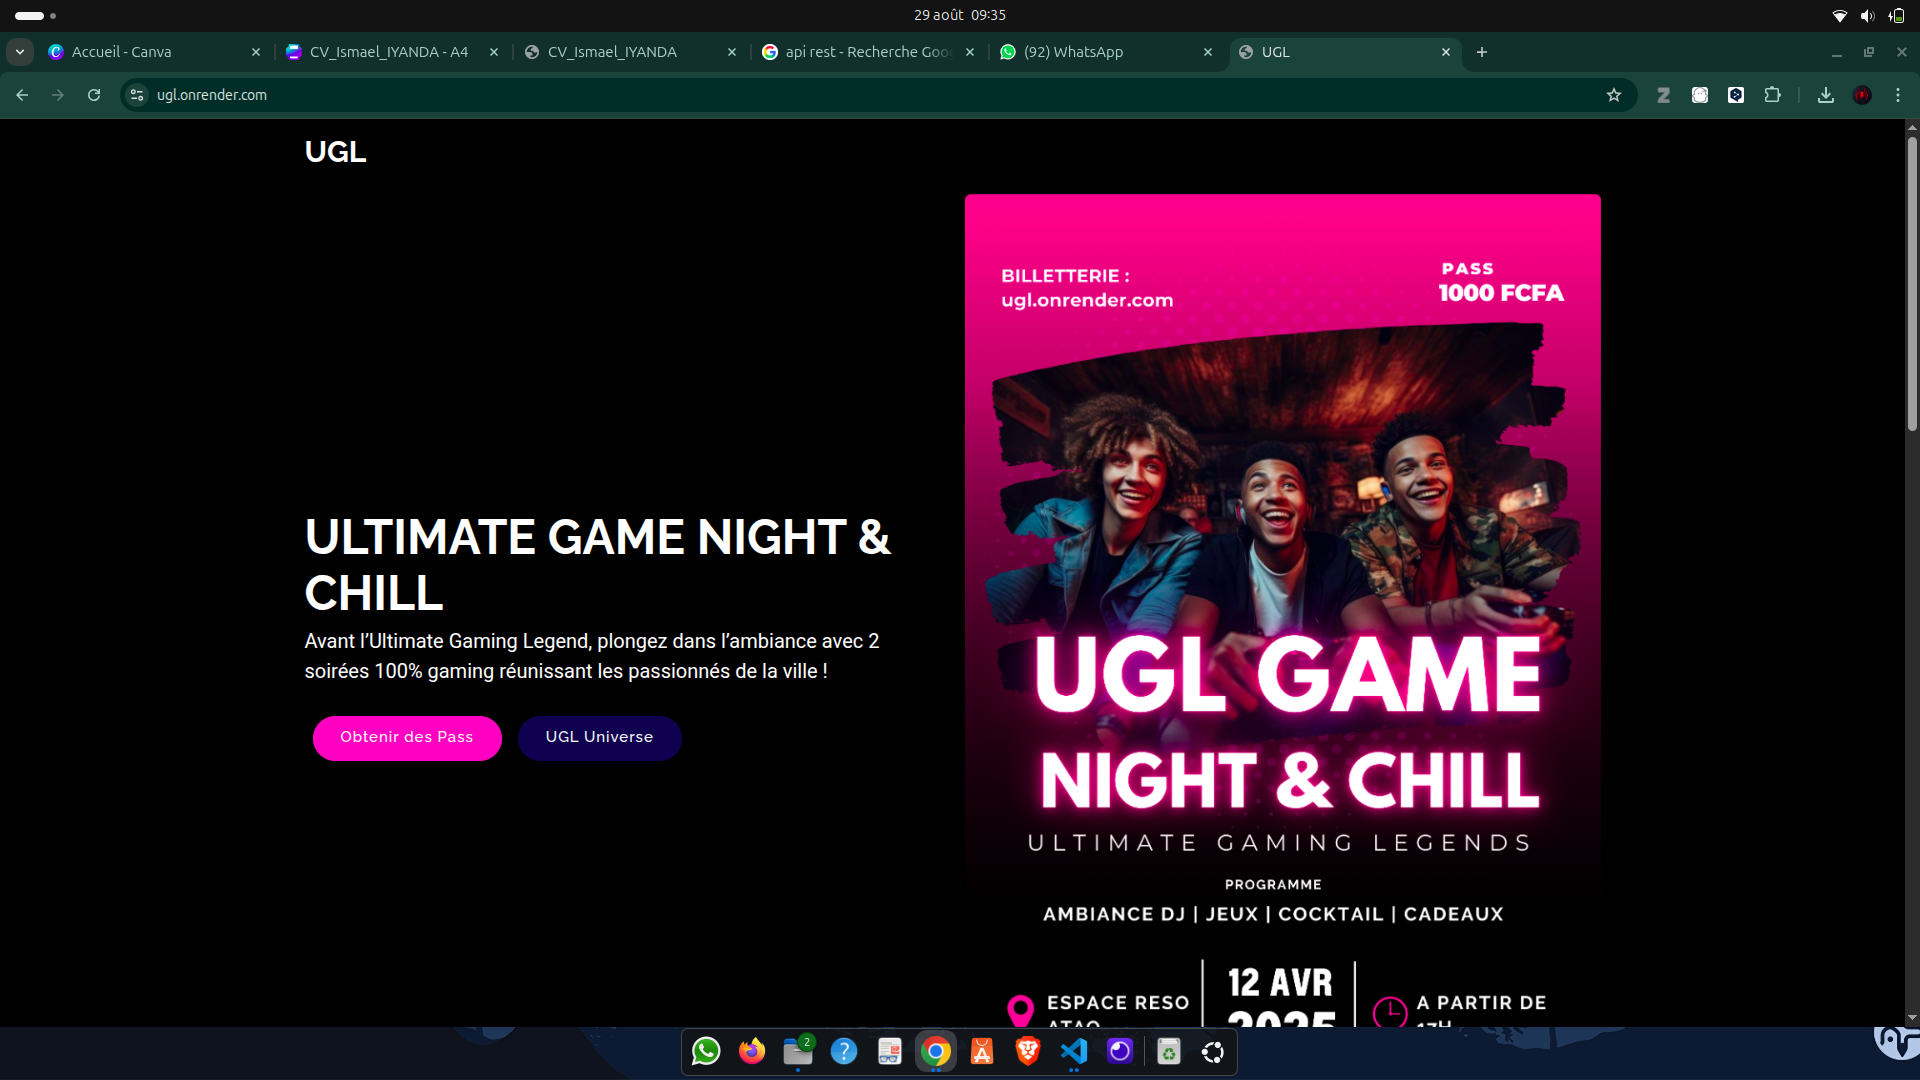 29 août 09:35
Accueil - Canva
CV_Ismael_IYANDA - A4
CV_Ismael_IYANDA
api rest - Recherche Goo
(92) WhatsApp
UGL
ugl.onrender.com
UGL
BILLETTERIE :
ugl.onrender.com
PASS
1000 FCFA
ULTIMATE GAME NIGHT &
CHILL
Avant l’Ultimate Gaming Legend, plongez dans l’ambiance avec 2
soirées 100% gaming réunissant les passionnés de la ville !
Obtenir des Pass
UGL Universe
UGL GAME
NIGHT & CHILL
ULTIMATE GAMING LEGENDS
PROGRAMME
AMBIANCE DJ | JEUX | COCKTAIL | CADEAUX
ESPACE RESO
12 AVR
2025
A PARTIR DE
17H
2